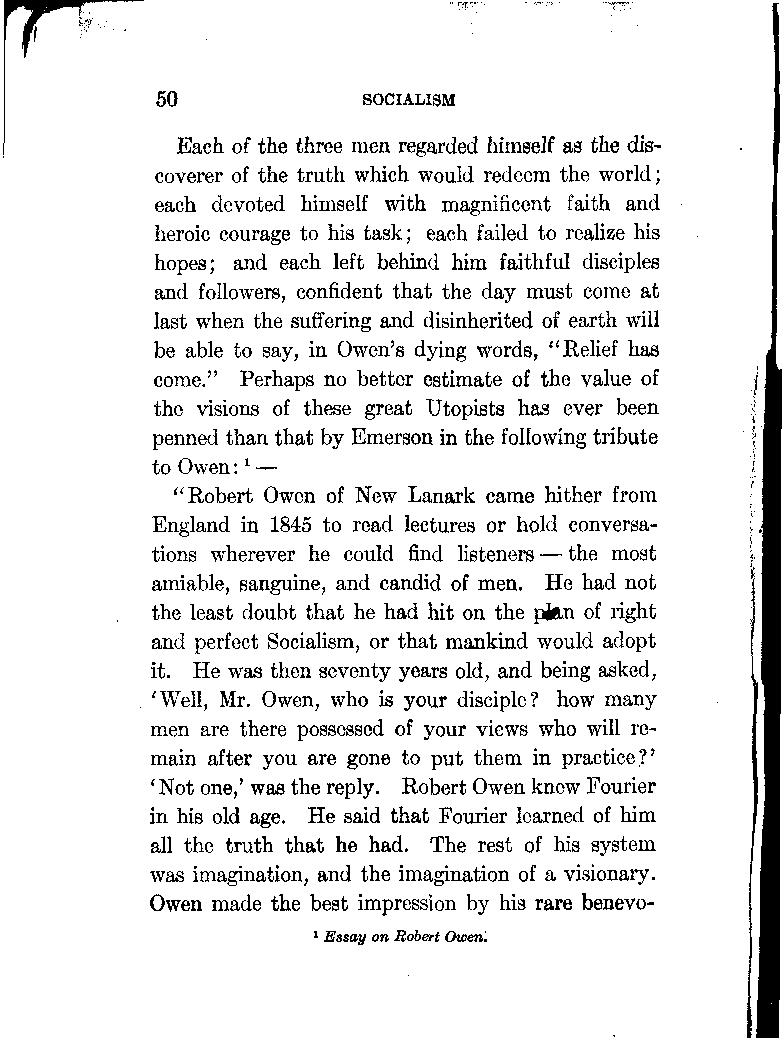 50 SOCIALISM
Each of the three men regarded himself as the dis-
coverer of the truth which would redeem the world;
each devoted himself with magnificent faith and
heroic courage to his task; each failed to realize his
hopes; and each left behind him faithful disciples
and followers, confident that the day must come at
last when the suffering and disinherited of earth will
be able to say, in Owen's dying words, "Relief has
come." Perhaps no better estimate of the value of
the visions of these great Utopists has ever been
penned than that by Emerson in the following tribute
to Owen: ¹ —
"Robert Owen of New Lanark came hither from
England in 1845 to read lectures or hold conversa-
tions wherever he could find listeners — the most
amiable, sanguine, and candid of men. He had not
the least doubt that he had hit on the plan of right
and perfect Socialism, or that mankind would adopt
it. He was then seventy years old, and being asked,
'Well, Mr. Owen, who is your disciple? how many
men are there possessed of your views who will re-
main after you are gone to put them in practice?'
'Not one,' was the reply. Robert Owen knew Fourier
in his old age. He said that Fourier learned of him
all the truth that he had. The rest of his system
was imagination, and the imagination of a visionary.
Owen made the best impression by his rare benevo-
¹ Essay on Robert Owen.